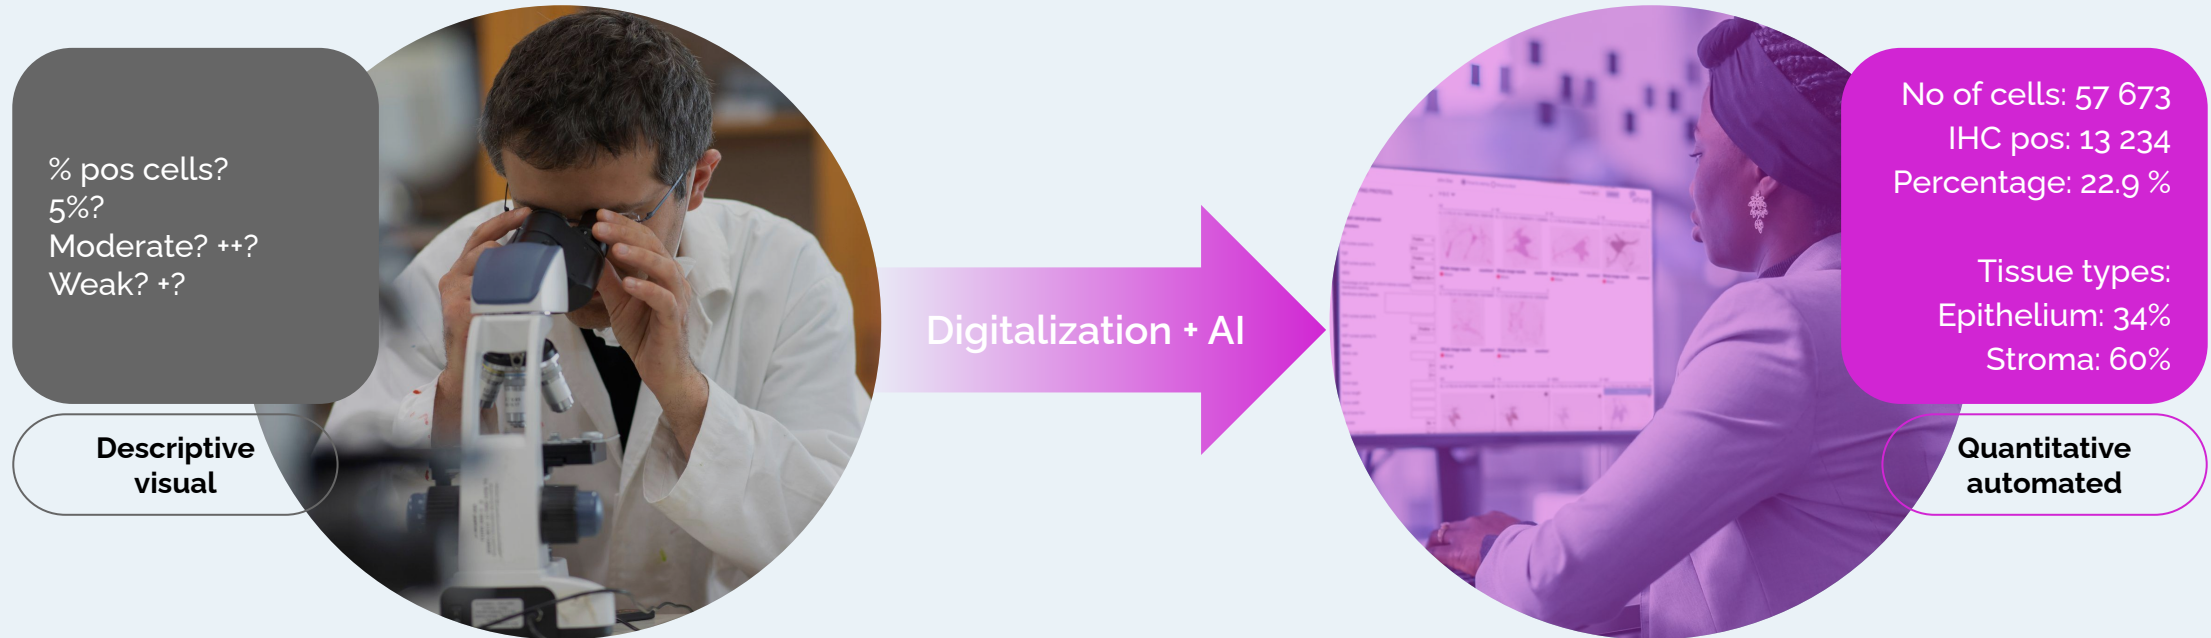 % pos cells?
5%?
Moderate? ++?
Weak? +?
Descriptive
visual
Digitalization + AI
No of cells: 57 673
IHC pos: 13 234
Percentage: 22.9 %
Tissue types:
Epithelium: 34%
Stroma: 60%
Quantitative
automated